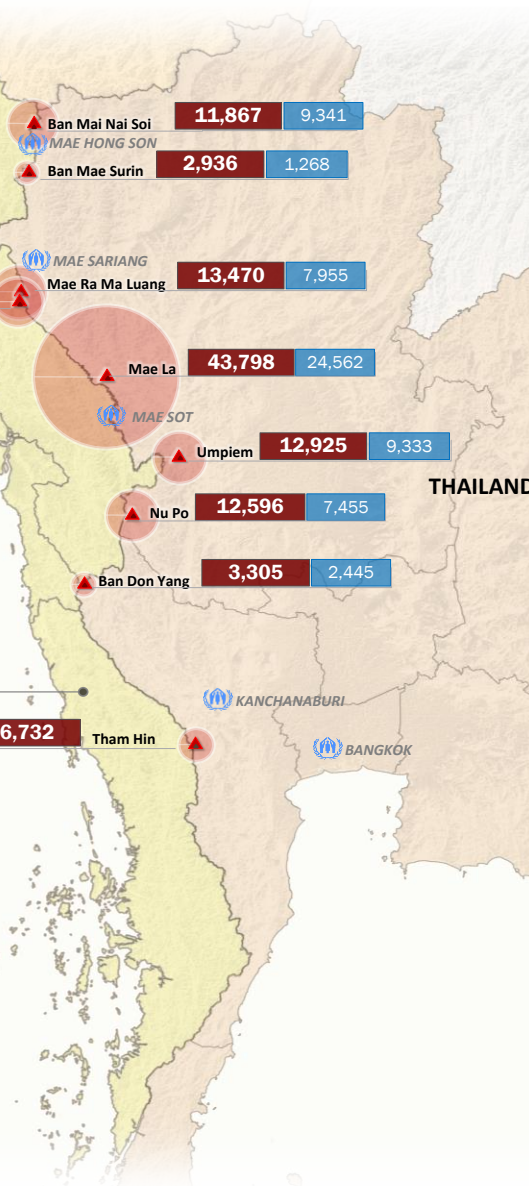 Ban Mai Nai Soi 11,867 9,341
MAE HONG SON
Ban Mae Surin 2,936 1,268
MAE SARIANG
Mae Ra Ma Luang 13,470 7,955
Mae La 43,798 24,562
MAE SOT
Umpiem 12,925 9,333
THAILAND
Nu Po 12,596 7,455
Ban Don Yang 3,305 2,445
KANCHANABURI
6,732 Tham Hin
BANGKOK